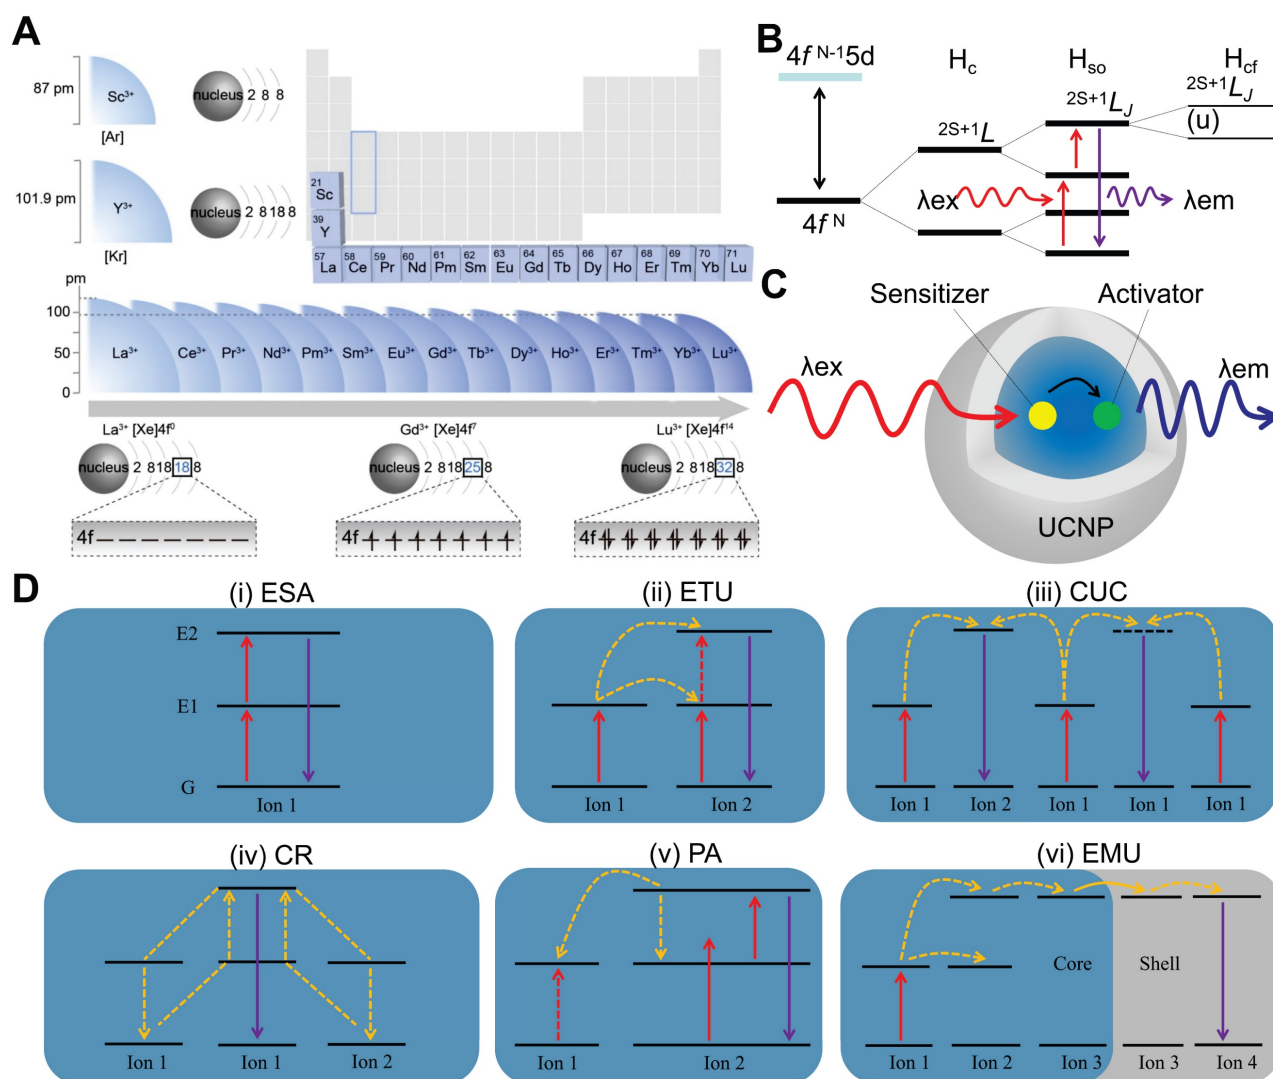 A
87 pm
Sc³⁺
[Ar]
nucleus 2 8 8
101.9 pm
Y³⁺
[Kr]
nucleus 2 8 18 8
21
Sc
39
Y
57 58 59 60 61 62 63 64 65 66 67 68 69 70 71
La Ce Pr Nd Pm Sm Eu Gd Tb Dy Ho Er Tm Yb Lu
pm
100
50
0
La³⁺ Ce³⁺ Pr³⁺ Nd³⁺ Pm³⁺ Sm³⁺ Eu³⁺ Gd³⁺ Tb³⁺ Dy³⁺ Ho³⁺ Er³⁺ Tm³⁺ Yb³⁺ Lu³⁺
La³⁺ [Xe]4f⁰
nucleus 2 8 18 18 8
4f
Gd³⁺ [Xe]4f⁷
nucleus 2 8 18 25 8
4f
Lu³⁺ [Xe]4f¹⁴
nucleus 2 8 18 32 8
4f
B
4f ᴺ⁻¹5d
4f ᴺ
H_c
H_so
H_cf
²ˢ⁺¹L
²ˢ⁺¹L_J
²ˢ⁺¹L_J
(u)
λex
λem
C
Sensitizer
Activator
λex
λem
UCNP
D
(i) ESA
E2
E1
G
Ion 1
(ii) ETU
Ion 1 Ion 2
(iii) CUC
Ion 1 Ion 2 Ion 1 Ion 1 Ion 1
(iv) CR
Ion 1 Ion 1 Ion 2
(v) PA
Ion 1 Ion 2
(vi) EMU
Core Shell
Ion 1 Ion 2 Ion 3 Ion 3 Ion 4